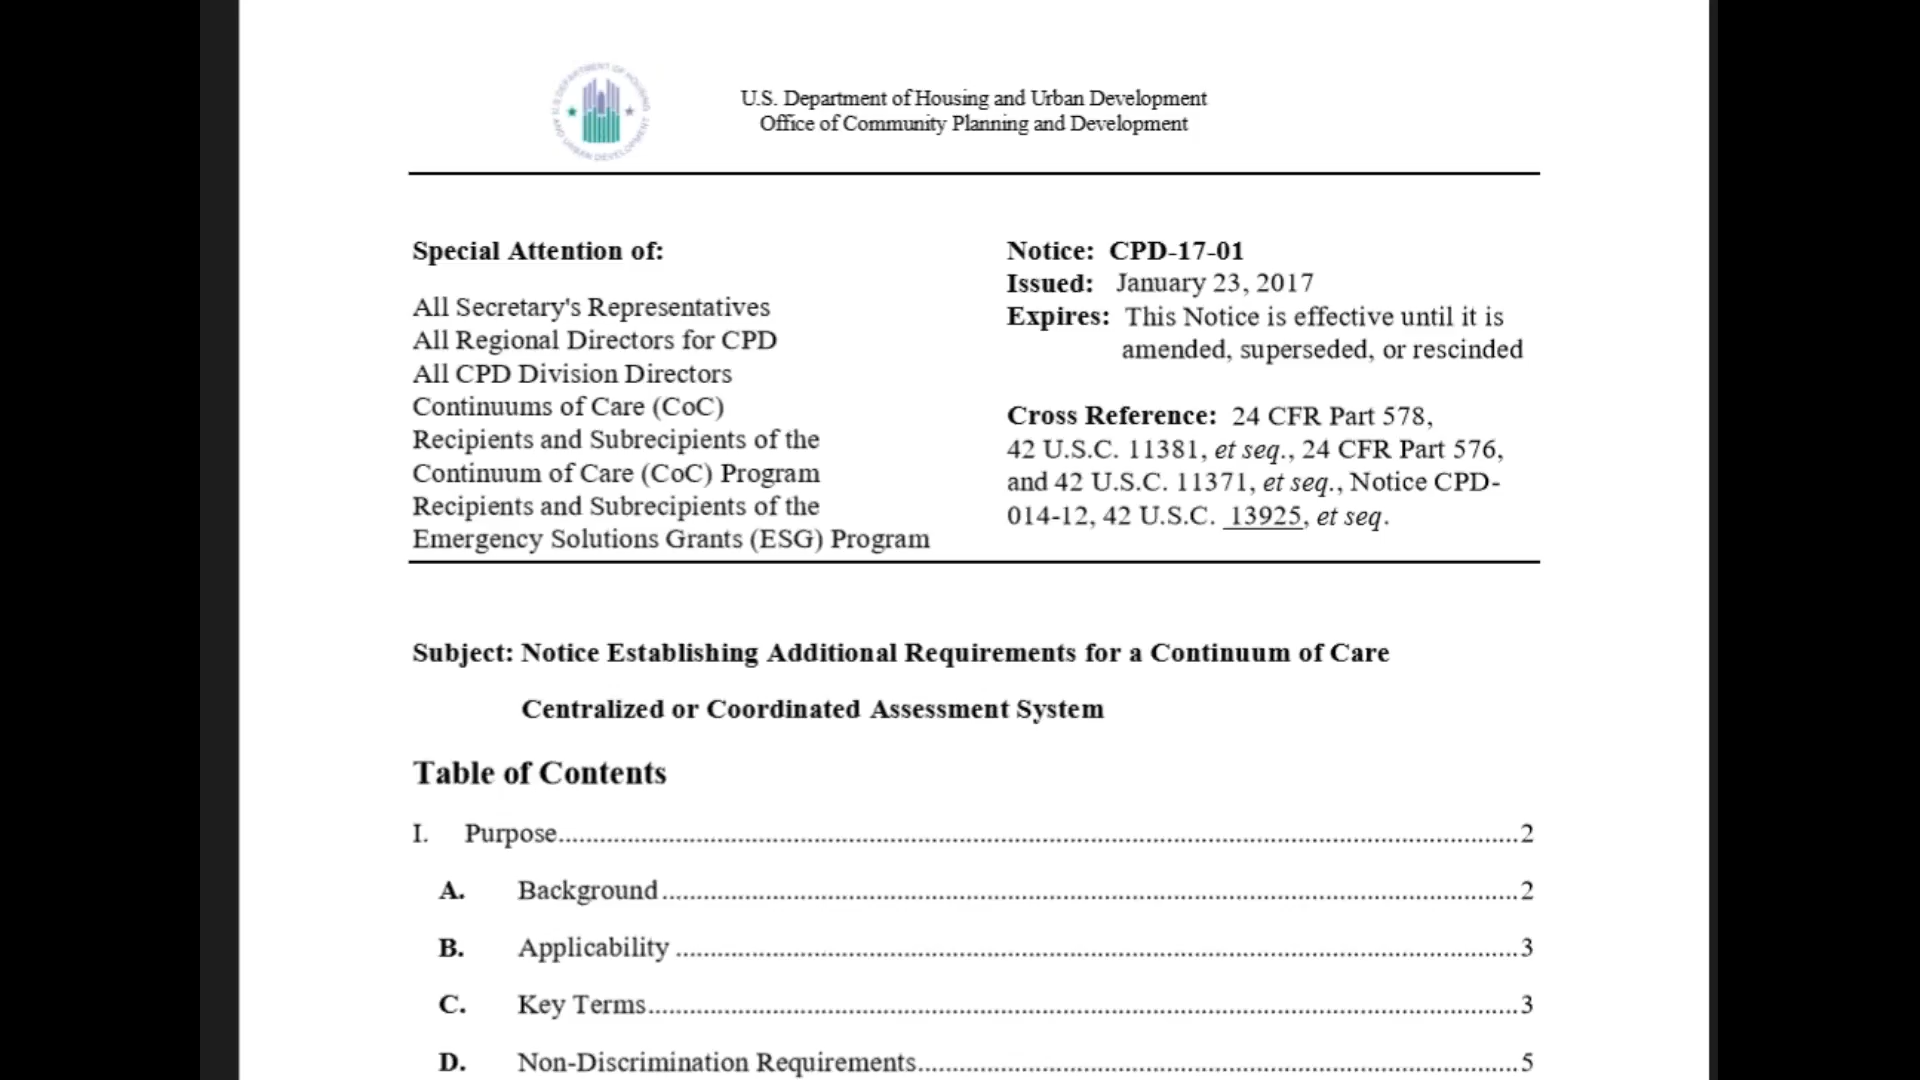 U.S. DEPARTMENT OF HOUSING AND URBAN DEVELOPMENT
U.S. Department of Housing and Urban Development
Office of Community Planning and Development
Special Attention of:
All Secretary's Representatives
All Regional Directors for CPD
All CPD Division Directors
Continuums of Care (CoC)
Recipients and Subrecipients of the
Continuum of Care (CoC) Program
Recipients and Subrecipients of the
Emergency Solutions Grants (ESG) Program
Notice: CPD-17-01
Issued: January 23, 2017
Expires: This Notice is effective until it is
amended, superseded, or rescinded
Cross Reference: 24 CFR Part 578,
42 U.S.C. 11381, et seq., 24 CFR Part 576,
and 42 U.S.C. 11371, et seq., Notice CPD-
014-12, 42 U.S.C. 13925, et seq.
Subject: Notice Establishing Additional Requirements for a Continuum of Care
Centralized or Coordinated Assessment System
Table of Contents
I. Purpose...2
A. Background...2
B. Applicability...3
C. Key Terms...3
D. Non-Discrimination Requirements...5